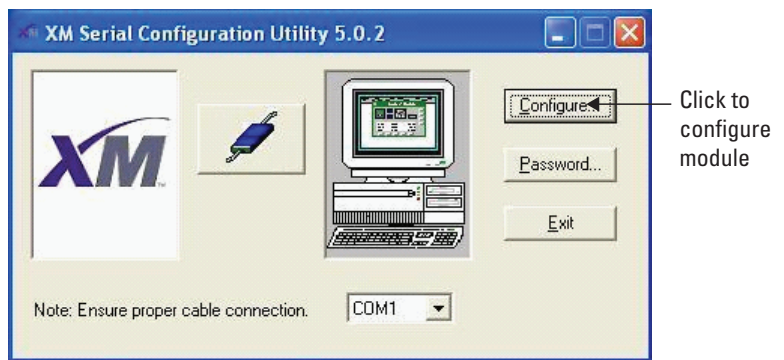 XM Serial Configuration Utility 5.0.2
XM
Configure...
Click to
configure
module
Password...
Exit
Note: Ensure proper cable connection.
COM1